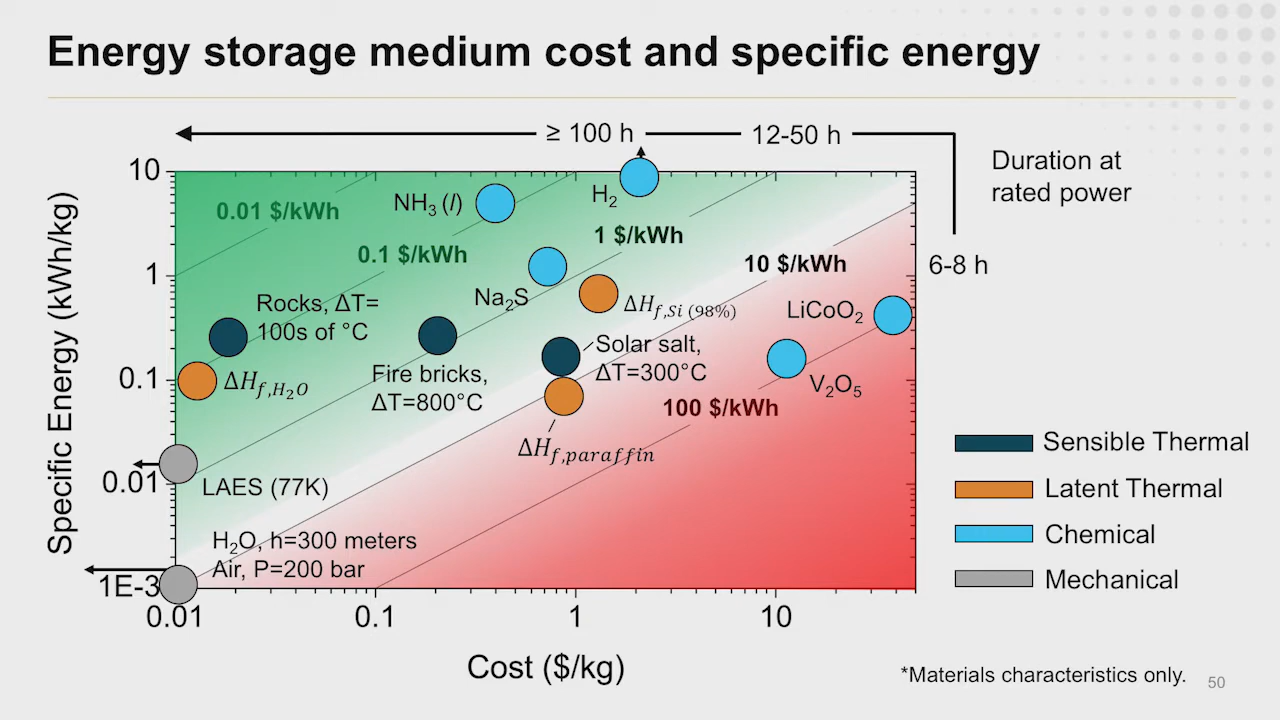 Energy storage medium cost and specific energy
≥ 100 h
12-50 h
Duration at
rated power
6-8 h
Specific Energy (kWh/kg)
10
1
0.1
0.01
1E-3
0.01 $/kWh
0.1 $/kWh
1 $/kWh
10 $/kWh
100 $/kWh
NH₃ (l)
H₂
Na₂S
ΔH_f,Si (98%)
LiCoO₂
Rocks, ΔT=
100s of °C
ΔH_f,H₂O
Fire bricks,
ΔT=800°C
Solar salt,
ΔT=300°C
V₂O₅
ΔH_f,paraffin
LAES (77K)
H₂O, h=300 meters
Air, P=200 bar
0.01
0.1
1
10
Cost ($/kg)
Sensible Thermal
Latent Thermal
Chemical
Mechanical
*Materials characteristics only.
50